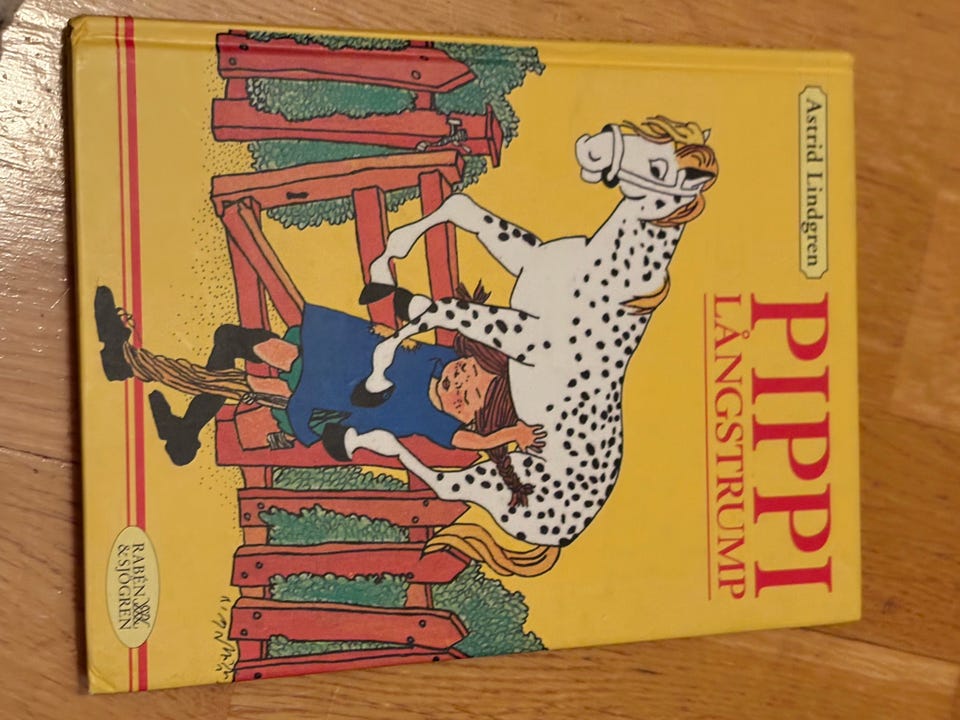 Astrid Lindgren
PIPPI
LÅNGSTRUMP
RABÉN
&SJÖGREN